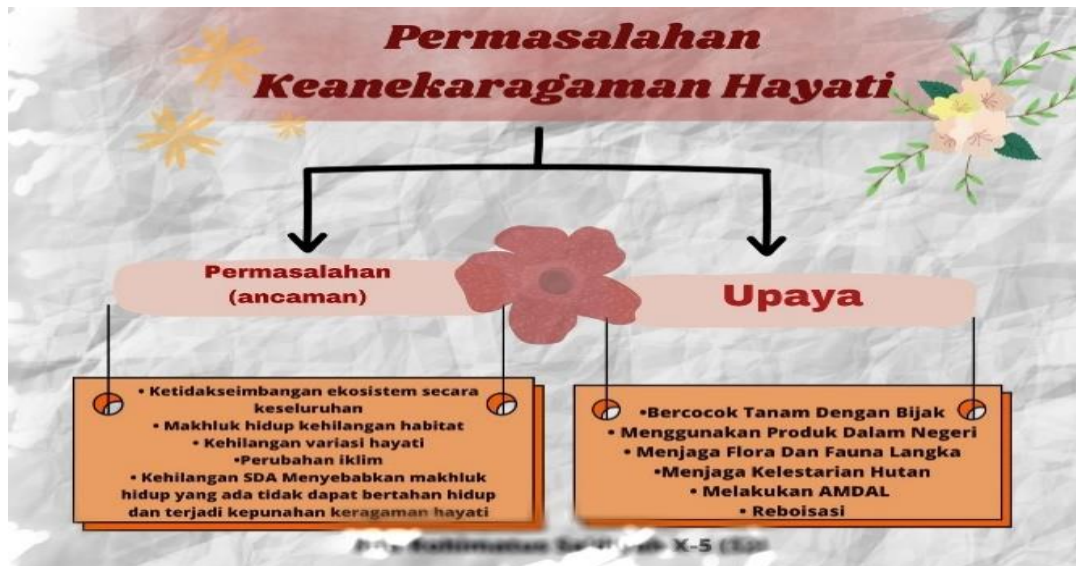 Permasalahan
Keanekaragaman Hayati
Permasalahan
(ancaman)
• Ketidakseimbangan ekosistem secara
keseluruhan
• Makhluk hidup kehilangan habitat
• Kehilangan variasi hayati
•Perubahan iklim
• Kehilangan SDA Menyebabkan makhluk
hidup yang ada tidak dapat bertahan hidup
dan terjadi kepunahan keragaman hayati
Upaya
•Bercocok Tanam Dengan Bijak
• Menggunakan Produk Dalam Negeri
• Menjaga Flora Dan Fauna Langka
•Menjaga Kelestarian Hutan
• Melakukan AMDAL
• Reboisasi
X-5